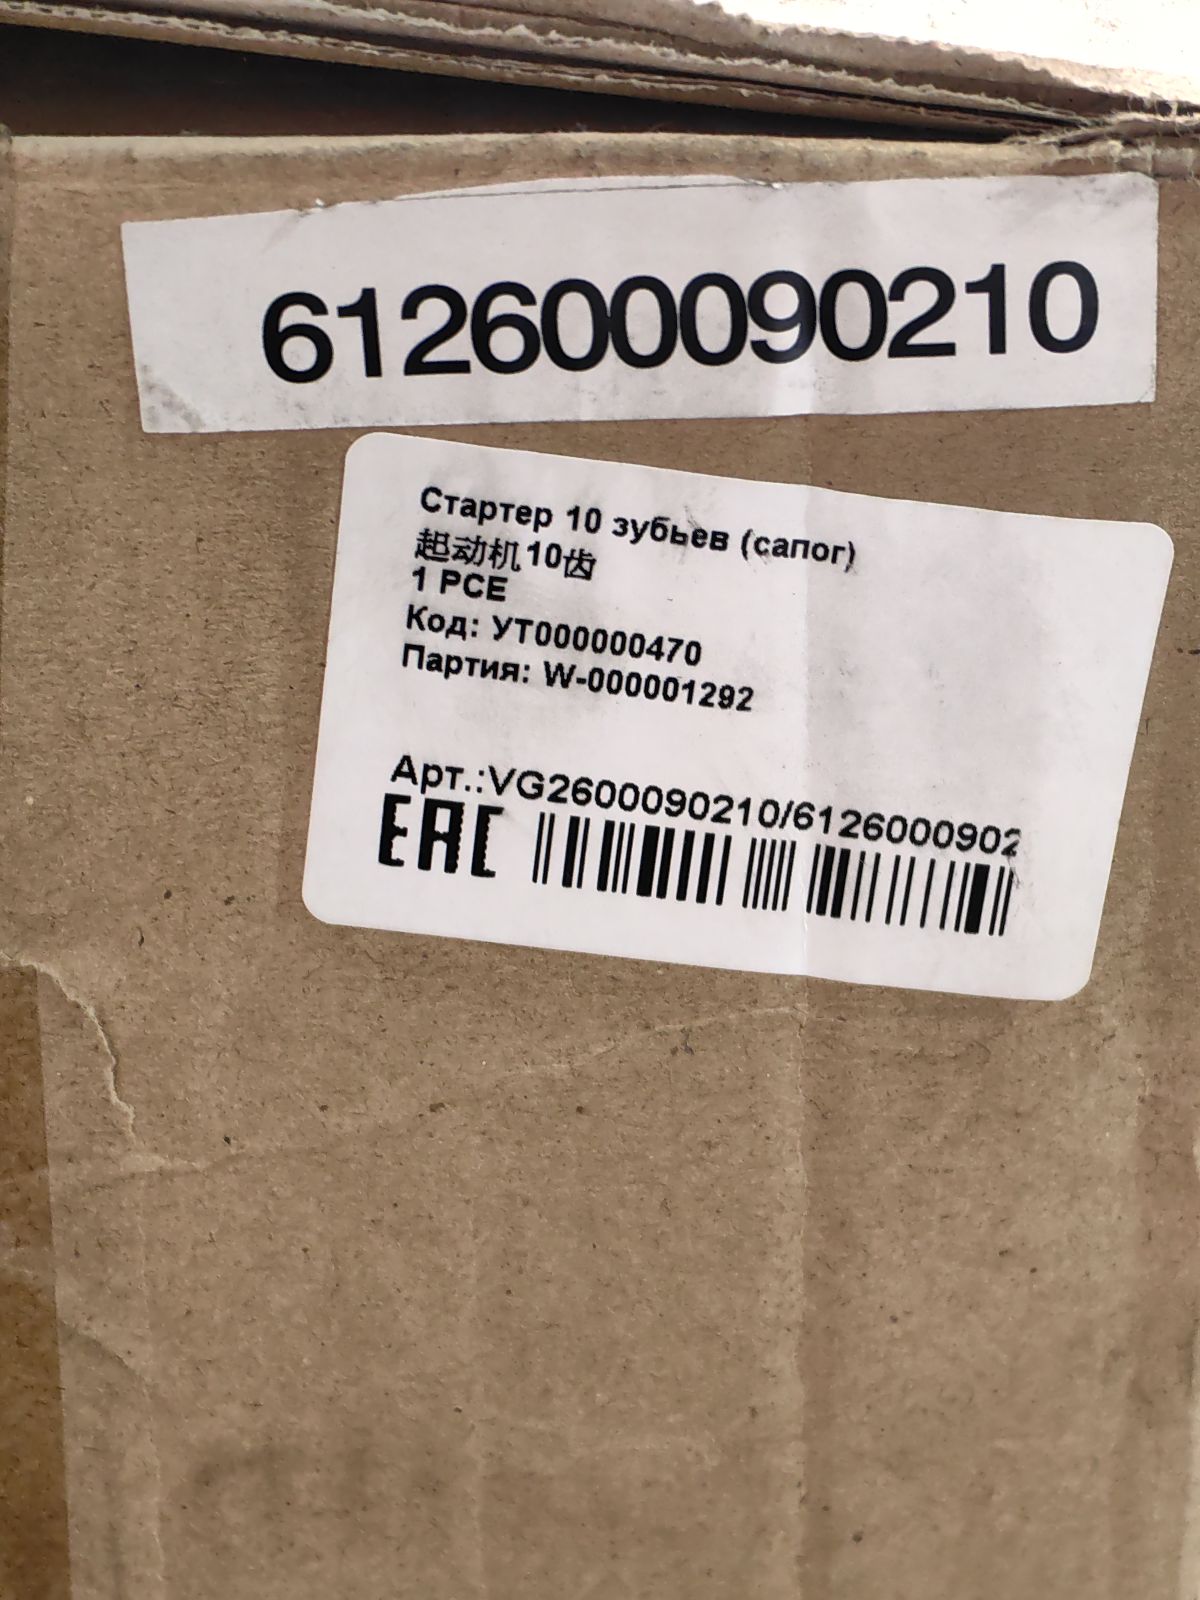 612600090210
Стартер 10 зубьев (сапог)
起动机10齿
1 PCE
Код: УТ000000470
Партия: W-000001292
Арт.:VG2600090210/6126000902
EAC